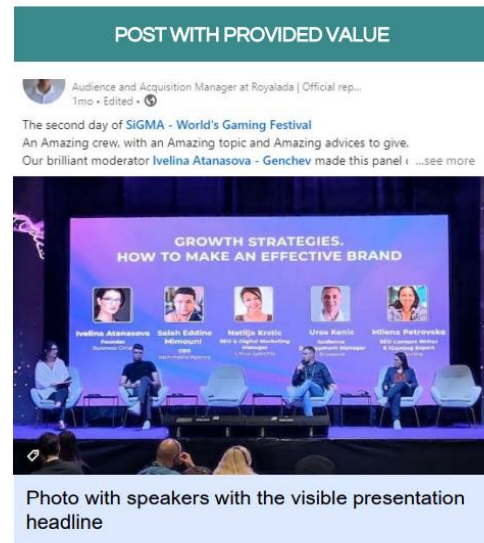 POST WITH PROVIDED VALUE
Audience and Acquisition Manager at Royalada | Official rep...
1mo • Edited •
The second day of SiGMA - World's Gaming Festival
An Amazing crew, with an Amazing topic and Amazing advices to give.
Our brilliant moderator Ivelina Atanasova - Genchev made this panel ...see more
GROWTH STRATEGIES.
HOW TO MAKE AN EFFECTIVE BRAND
Ivelina Atanasova
Founder
Salah Eddine
Mimouni
CEO
Natilja Krstic
SEO & Digital Marketing
Manager
Uros Kanic
Audience
Manager
Milena Petrovska
SEO Content Writer
& iGaming Expert
Photo with speakers with the visible presentation
headline